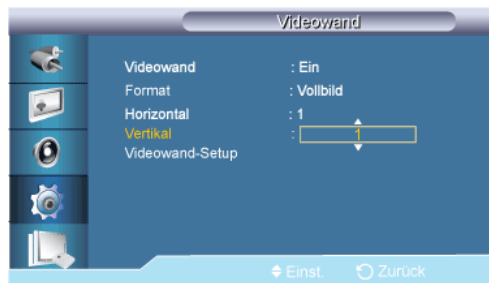 Videowand
Videowand : Ein
Format : Vollbild
Horizontal : 1
Vertikal : 1
Videowand-Setup
Einst. Zurück